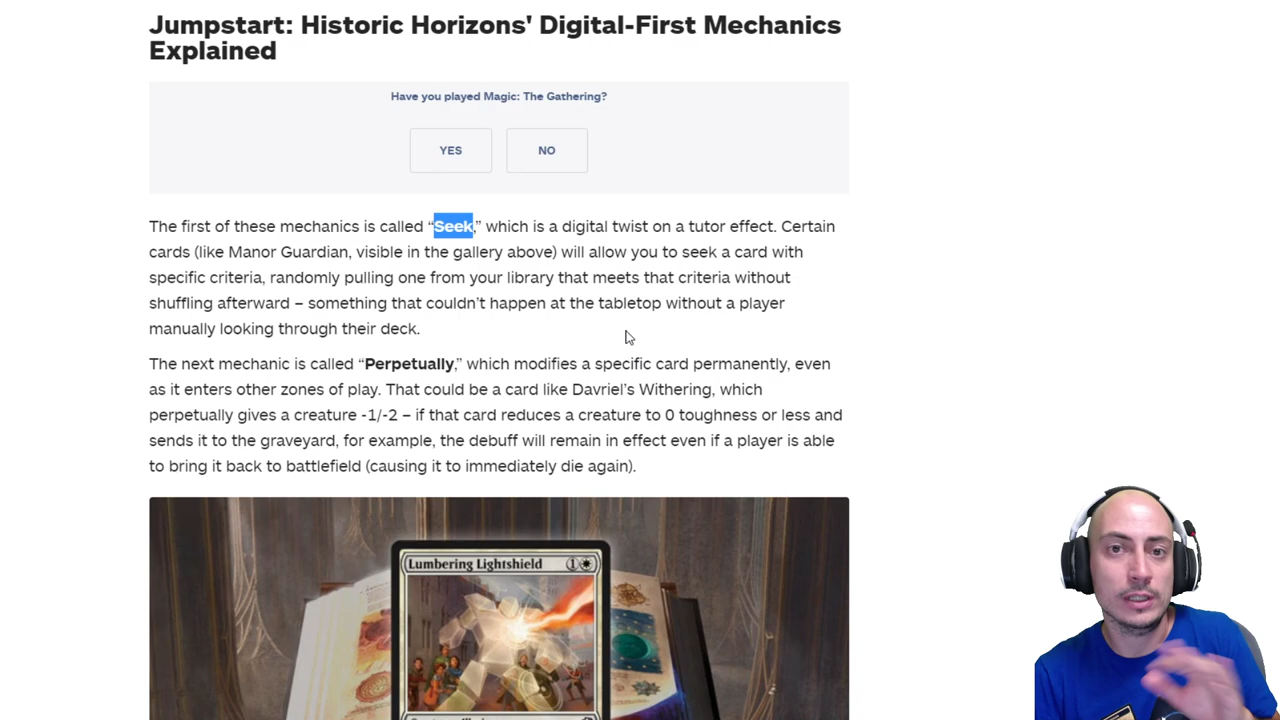 Jumpstart: Historic Horizons' Digital-First Mechanics
Explained
Have you played Magic: The Gathering?
YES
NO
The first of these mechanics is called “Seek,” which is a digital twist on a tutor effect. Certain
cards (like Manor Guardian, visible in the gallery above) will allow you to seek a card with
specific criteria, randomly pulling one from your library that meets that criteria without
shuffling afterward – something that couldn’t happen at the tabletop without a player
manually looking through their deck.
The next mechanic is called “Perpetually,” which modifies a specific card permanently, even
as it enters other zones of play. That could be a card like Davriel’s Withering, which
perpetually gives a creature -1/-2 – if that card reduces a creature to 0 toughness or less and
sends it to the graveyard, for example, the debuff will remain in effect even if a player is able
to bring it back to battlefield (causing it to immediately die again).
Lumbering Lightshield 1